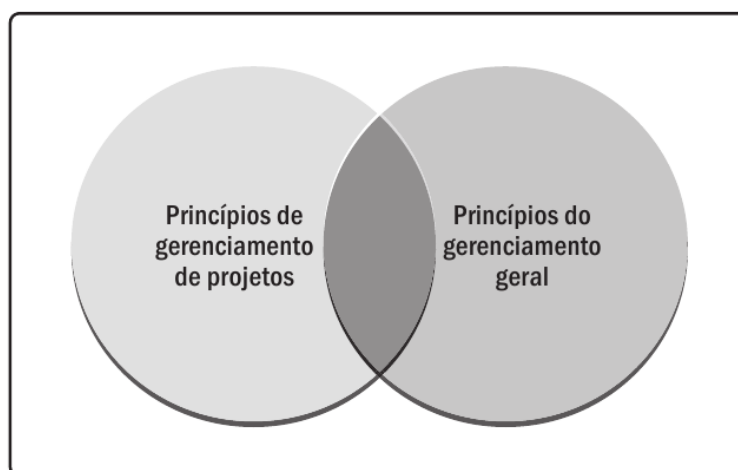 Princípios de
gerenciamento
de projetos
Princípios do
gerenciamento
geral